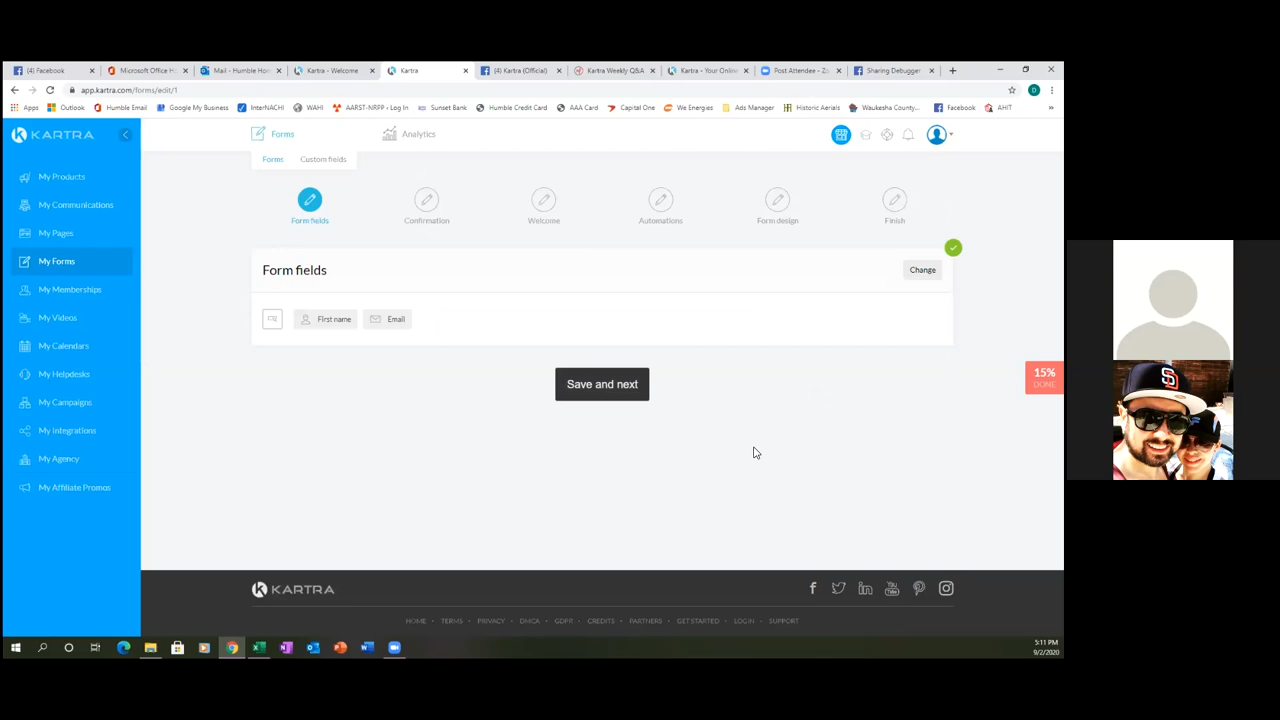 (4) Facebook
Microsoft Office H
Mail - Humble Ho
Kartra - Welcome
Kartra
(4) Kartra (Official)
Kartra Weekly Q&A
Kartra - Your Onlin
Post Attendee - Zo
Sharing Debugger
app.kartra.com/forms/edit/1
D
Apps
Outlook
Humble Email
Google My Business
InterNACHI
WAHI
AARST-NRPP • Log In
Sunset Bank
Humble Credit Card
AAA Card
Capital One
We Energies
Ads Manager
Historic Aerials
Waukesha County...
Facebook
AHIT
»
KARTRA
Forms
Analytics
Forms
Custom fields
My Products
My Communications
My Pages
My Forms
My Memberships
My Videos
My Calendars
My Helpdesks
My Campaigns
My Integrations
My Agency
My Affiliate Promos
Form fields
Confirmation
Welcome
Automations
Form design
Finish
Form fields
Change
First name
Email
Save and next
15%
DONE
KARTRA
HOME • TERMS • PRIVACY • DMCA • GDPR • CREDITS • PARTNERS • GET STARTED • LOGIN • SUPPORT
5:11 PM
9/2/2020